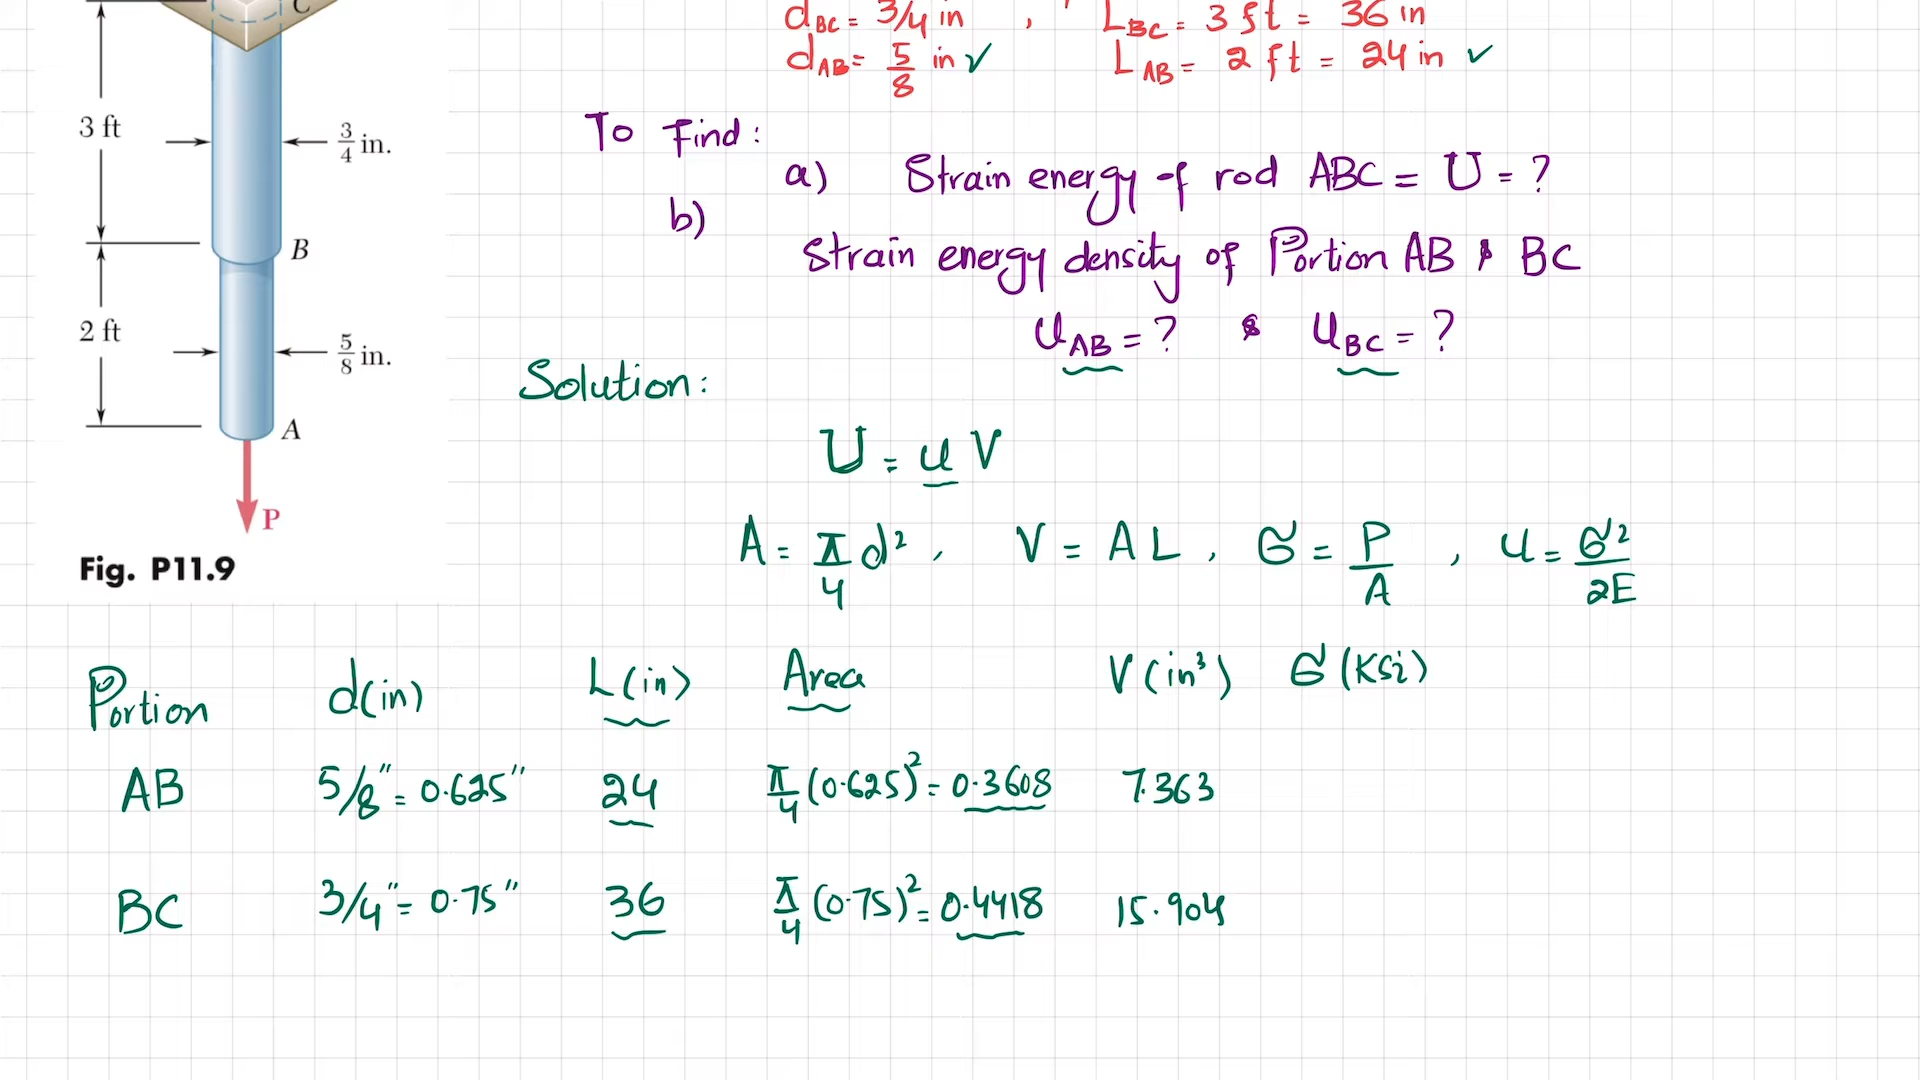 C
d_BC = 3/4 in , L_BC = 3 ft = 36 in
d_AB = 5/8 in ✓ L_AB = 2 ft = 24 in ✓
3 ft
3/4 in.
To Find:
a) Strain energy of rod ABC = U = ?
b)
Strain energy density of Portion AB & BC
B
u_AB = ? & u_BC = ?
2 ft
5/8 in.
Solution:
A
U = u V
P
A = π/4 d² , V = A L , σ = P/A , u = σ²/2E
Fig. P11.9
Portion d(in) L(in) Area V(in³) σ(Ksi)
AB 5/8" = 0.625" 24 π/4 (0.625)² = 0.3608 7.363
BC 3/4" = 0.75" 36 π/4 (0.75)² = 0.4418 15.904